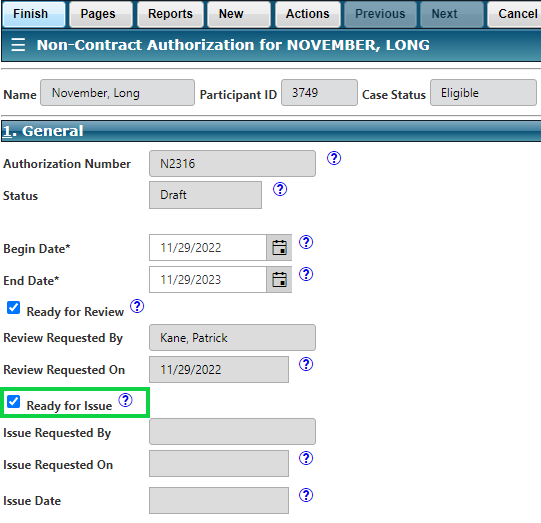 Finish Pages Reports New Actions Previous Next Cancel
☰ Non-Contract Authorization for NOVEMBER, LONG
Name November, Long Participant ID 3749 Case Status Eligible
1. General
Authorization Number N2316 ?
Status Draft ?
Begin Date* 11/29/2022 ?
End Date* 11/29/2023 ?
Ready for Review ?
Review Requested By Kane, Patrick
Review Requested On 11/29/2022 ?
Ready for Issue ?
Issue Requested By
Issue Requested On ?
Issue Date ?